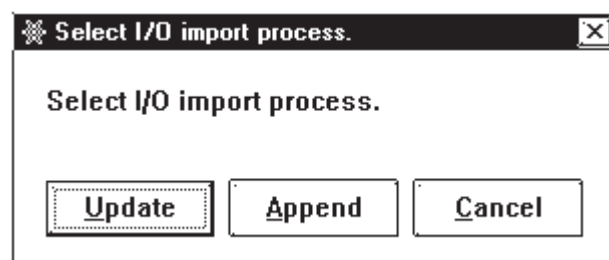 Select I/O import process.
Select I/O import process.
Update Append Cancel